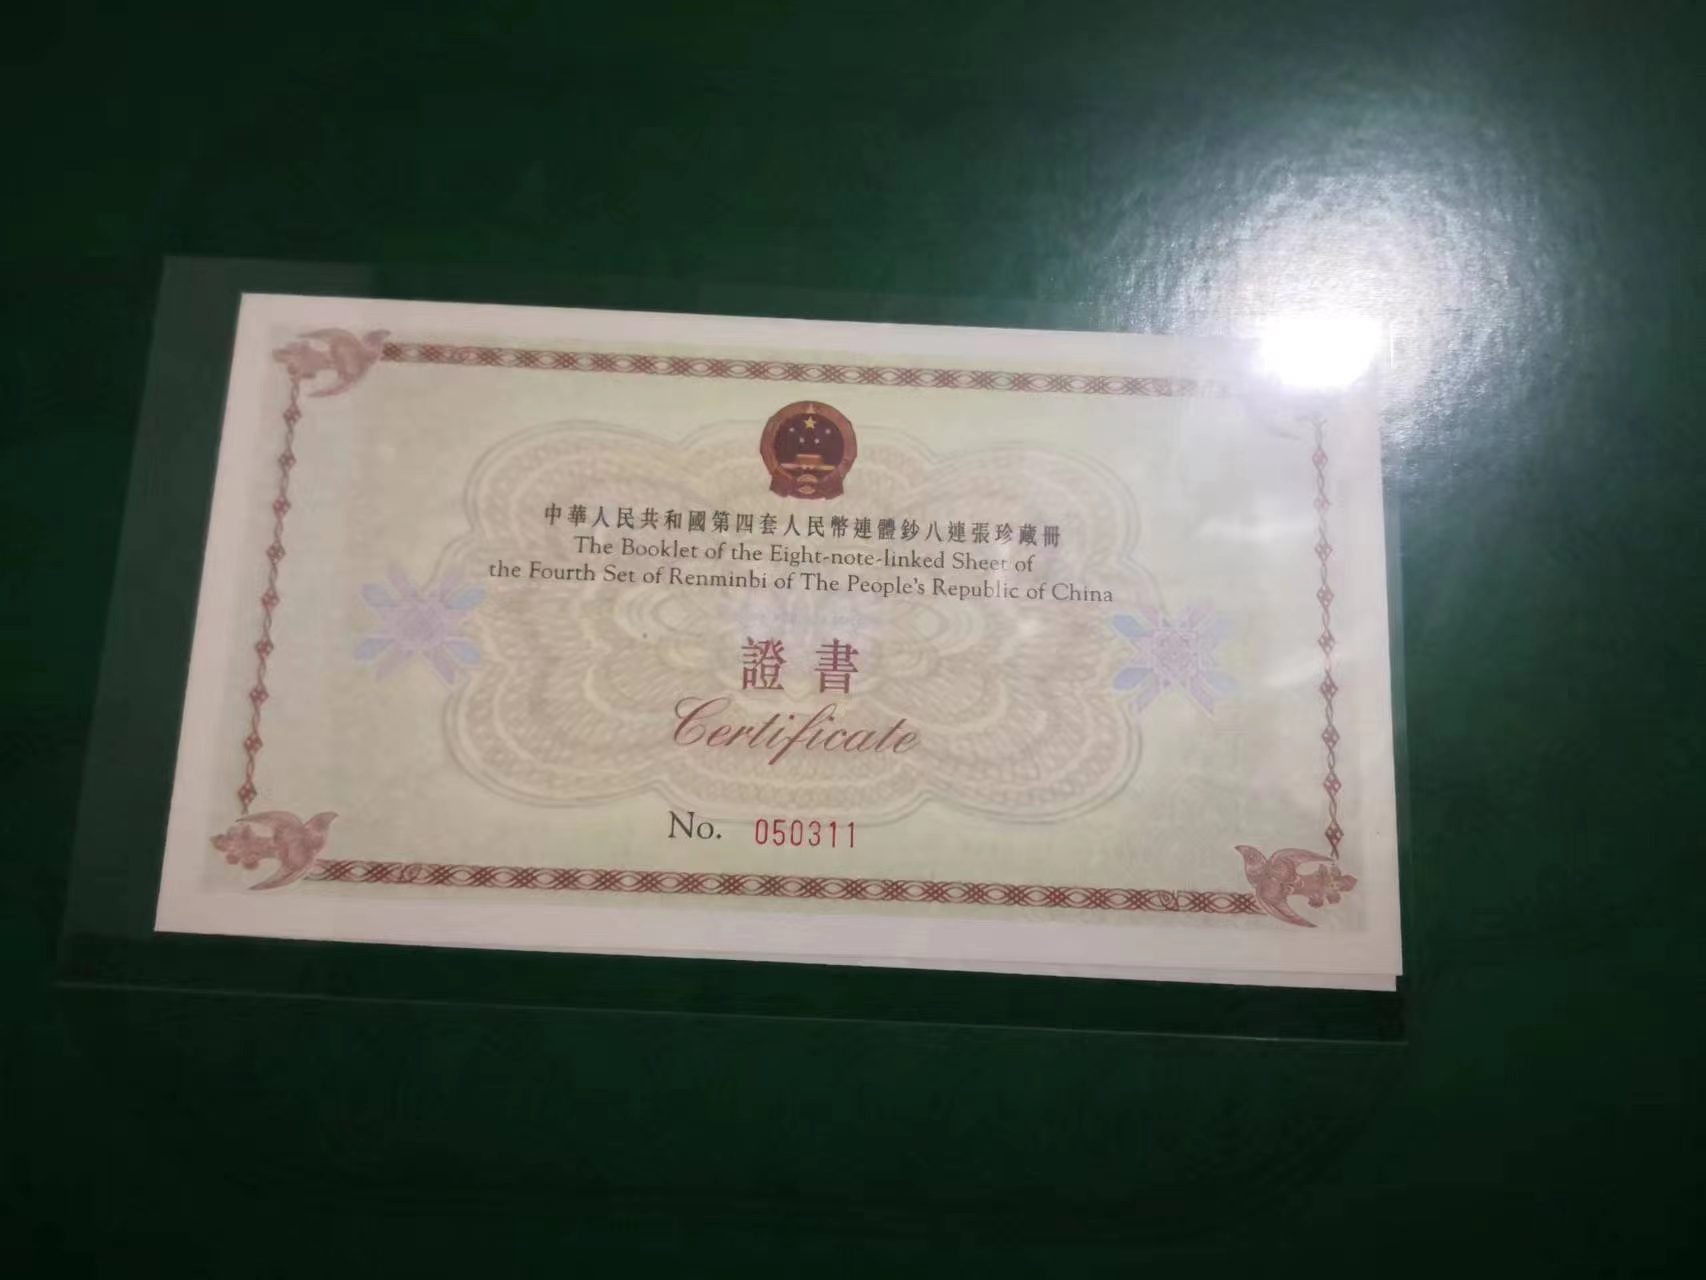 中華人民共和國第四套人民幣連體鈔八連張珍藏冊
The Booklet of the Eight-note-linked Sheet of
the Fourth Set of Renminbi of The People's Republic of China
證書
Certificate
No. 050311